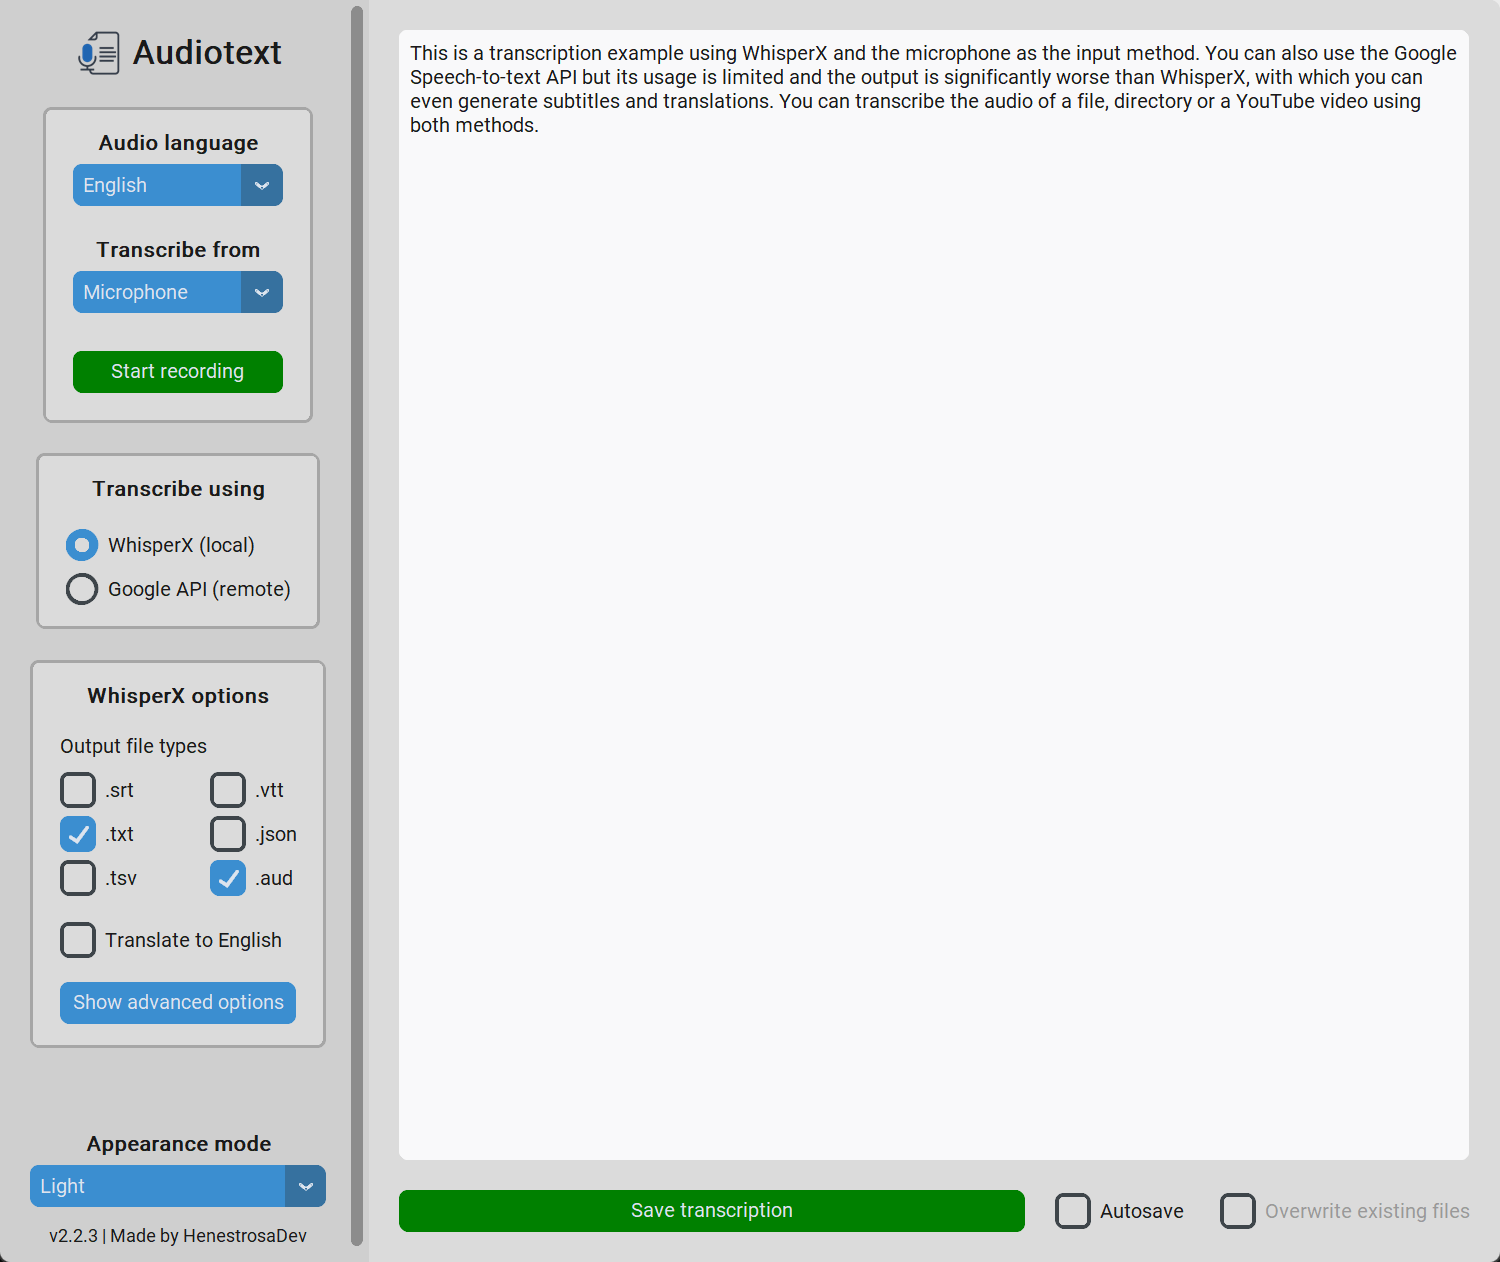 Audiotext
Audio language
English
Transcribe from
Microphone
Start recording
Transcribe using
WhisperX (local)
Google API (remote)
WhisperX options
Output file types
.srt
.vtt
.txt
.json
.tsv
.aud
Translate to English
Show advanced options
Appearance mode
Light
v2.2.3 | Made by HenestrosaDev
This is a transcription example using WhisperX and the microphone as the input method. You can also use the Google
Speech-to-text API but its usage is limited and the output is significantly worse than WhisperX, with which you can
even generate subtitles and translations. You can transcribe the audio of a file, directory or a YouTube video using
both methods.
Save transcription
Autosave
Overwrite existing files